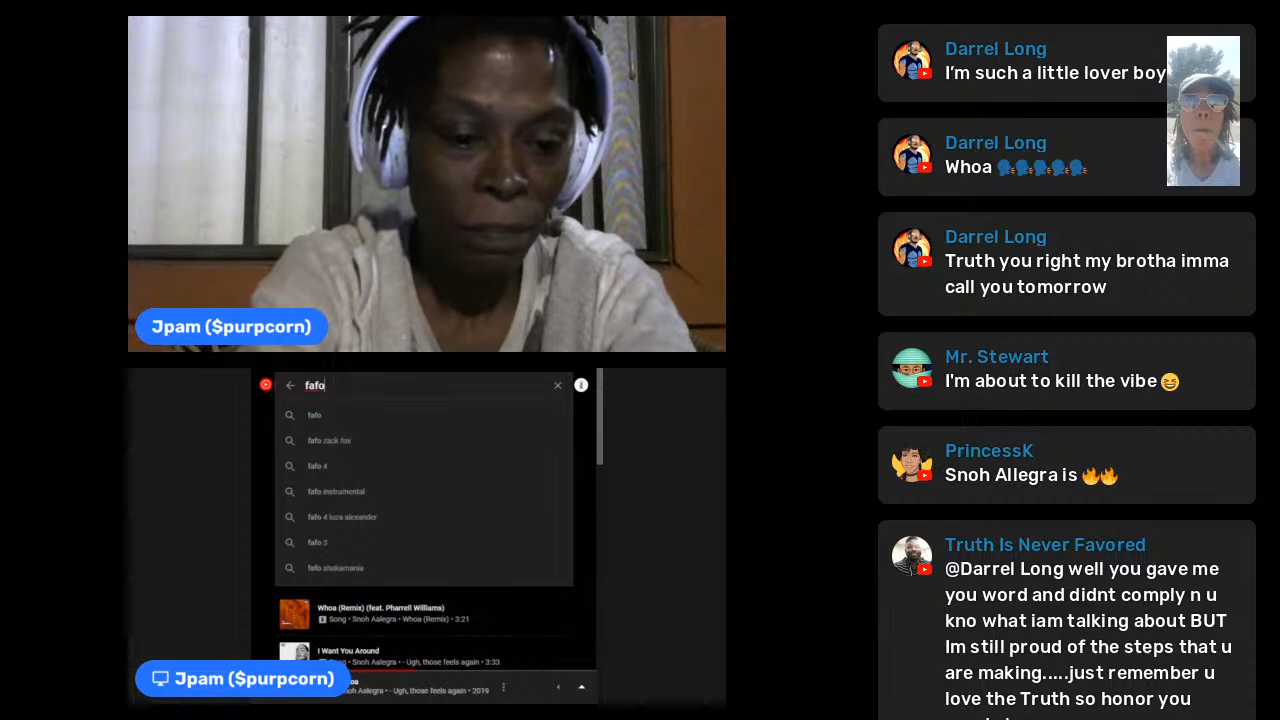 Jpam ($purpcorn)
fafo
fafo
fafo zack fox
fafo 4
fafo instrumental
fafo 4 loza alexander
fafo 3
fafo shakamania
Whoa (Remix) (feat. Pharrell Williams)
E Song • Snoh Aalegra • Whoa (Remix) • 3:21
I Want You Around
Song • Snoh Aalegra • - Ugh, those feels again • 3:33
oh Aalegra • - Ugh, those feels again • 2019
Jpam ($purpcorn)
Darrel Long
I’m such a little lover boy
Darrel Long
Whoa 🗣🗣🗣🗣🗣
Darrel Long
Truth you right my brotha imma
call you tomorrow
Mr. Stewart
I'm about to kill the vibe 😆
PrincessK
Snoh Allegra is 🔥🔥
Truth Is Never Favored
@Darrel Long well you gave me
you word and didnt comply n u
kno what iam talking about BUT
Im still proud of the steps that u
are making.....just remember u
love the Truth so honor you